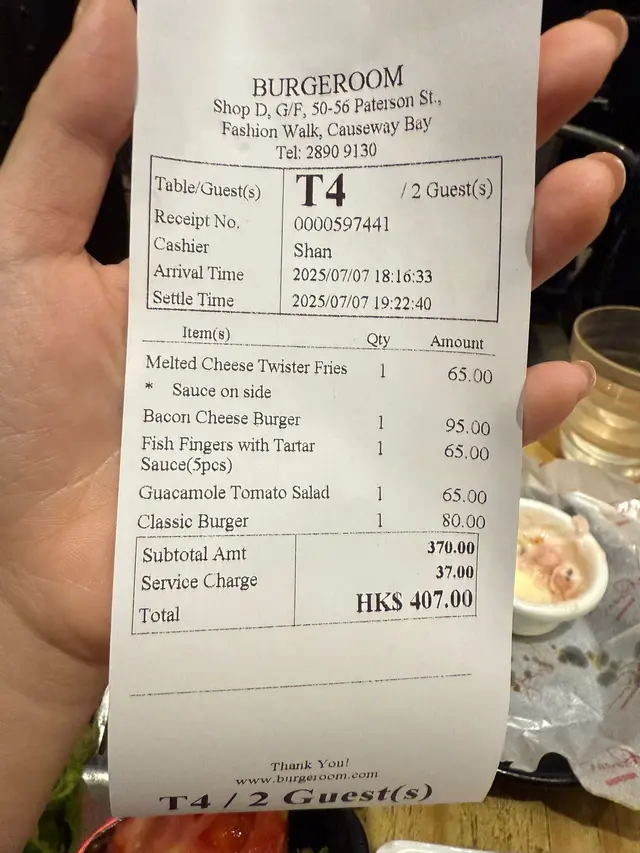 BURGEROOM
Shop D, G/F, 50-56 Paterson St.,
Fashion Walk, Causeway Bay
Tel: 2890 9130
Table/Guest(s) T4 / 2 Guest(s)
Receipt No. 0000597441
Cashier Shan
Arrival Time 2025/07/07 18:16:33
Settle Time 2025/07/07 19:22:40
Item(s) Qty Amount
Melted Cheese Twister Fries 1 65.00
* Sauce on side
Bacon Cheese Burger 1 95.00
Fish Fingers with Tartar 1 65.00
Sauce(5pcs)
Guacamole Tomato Salad 1 65.00
Classic Burger 1 80.00
Subtotal Amt 370.00
Service Charge 37.00
Total HK$ 407.00
Thank You!
www.burgeroom.com
T4 / 2 Guest(s)